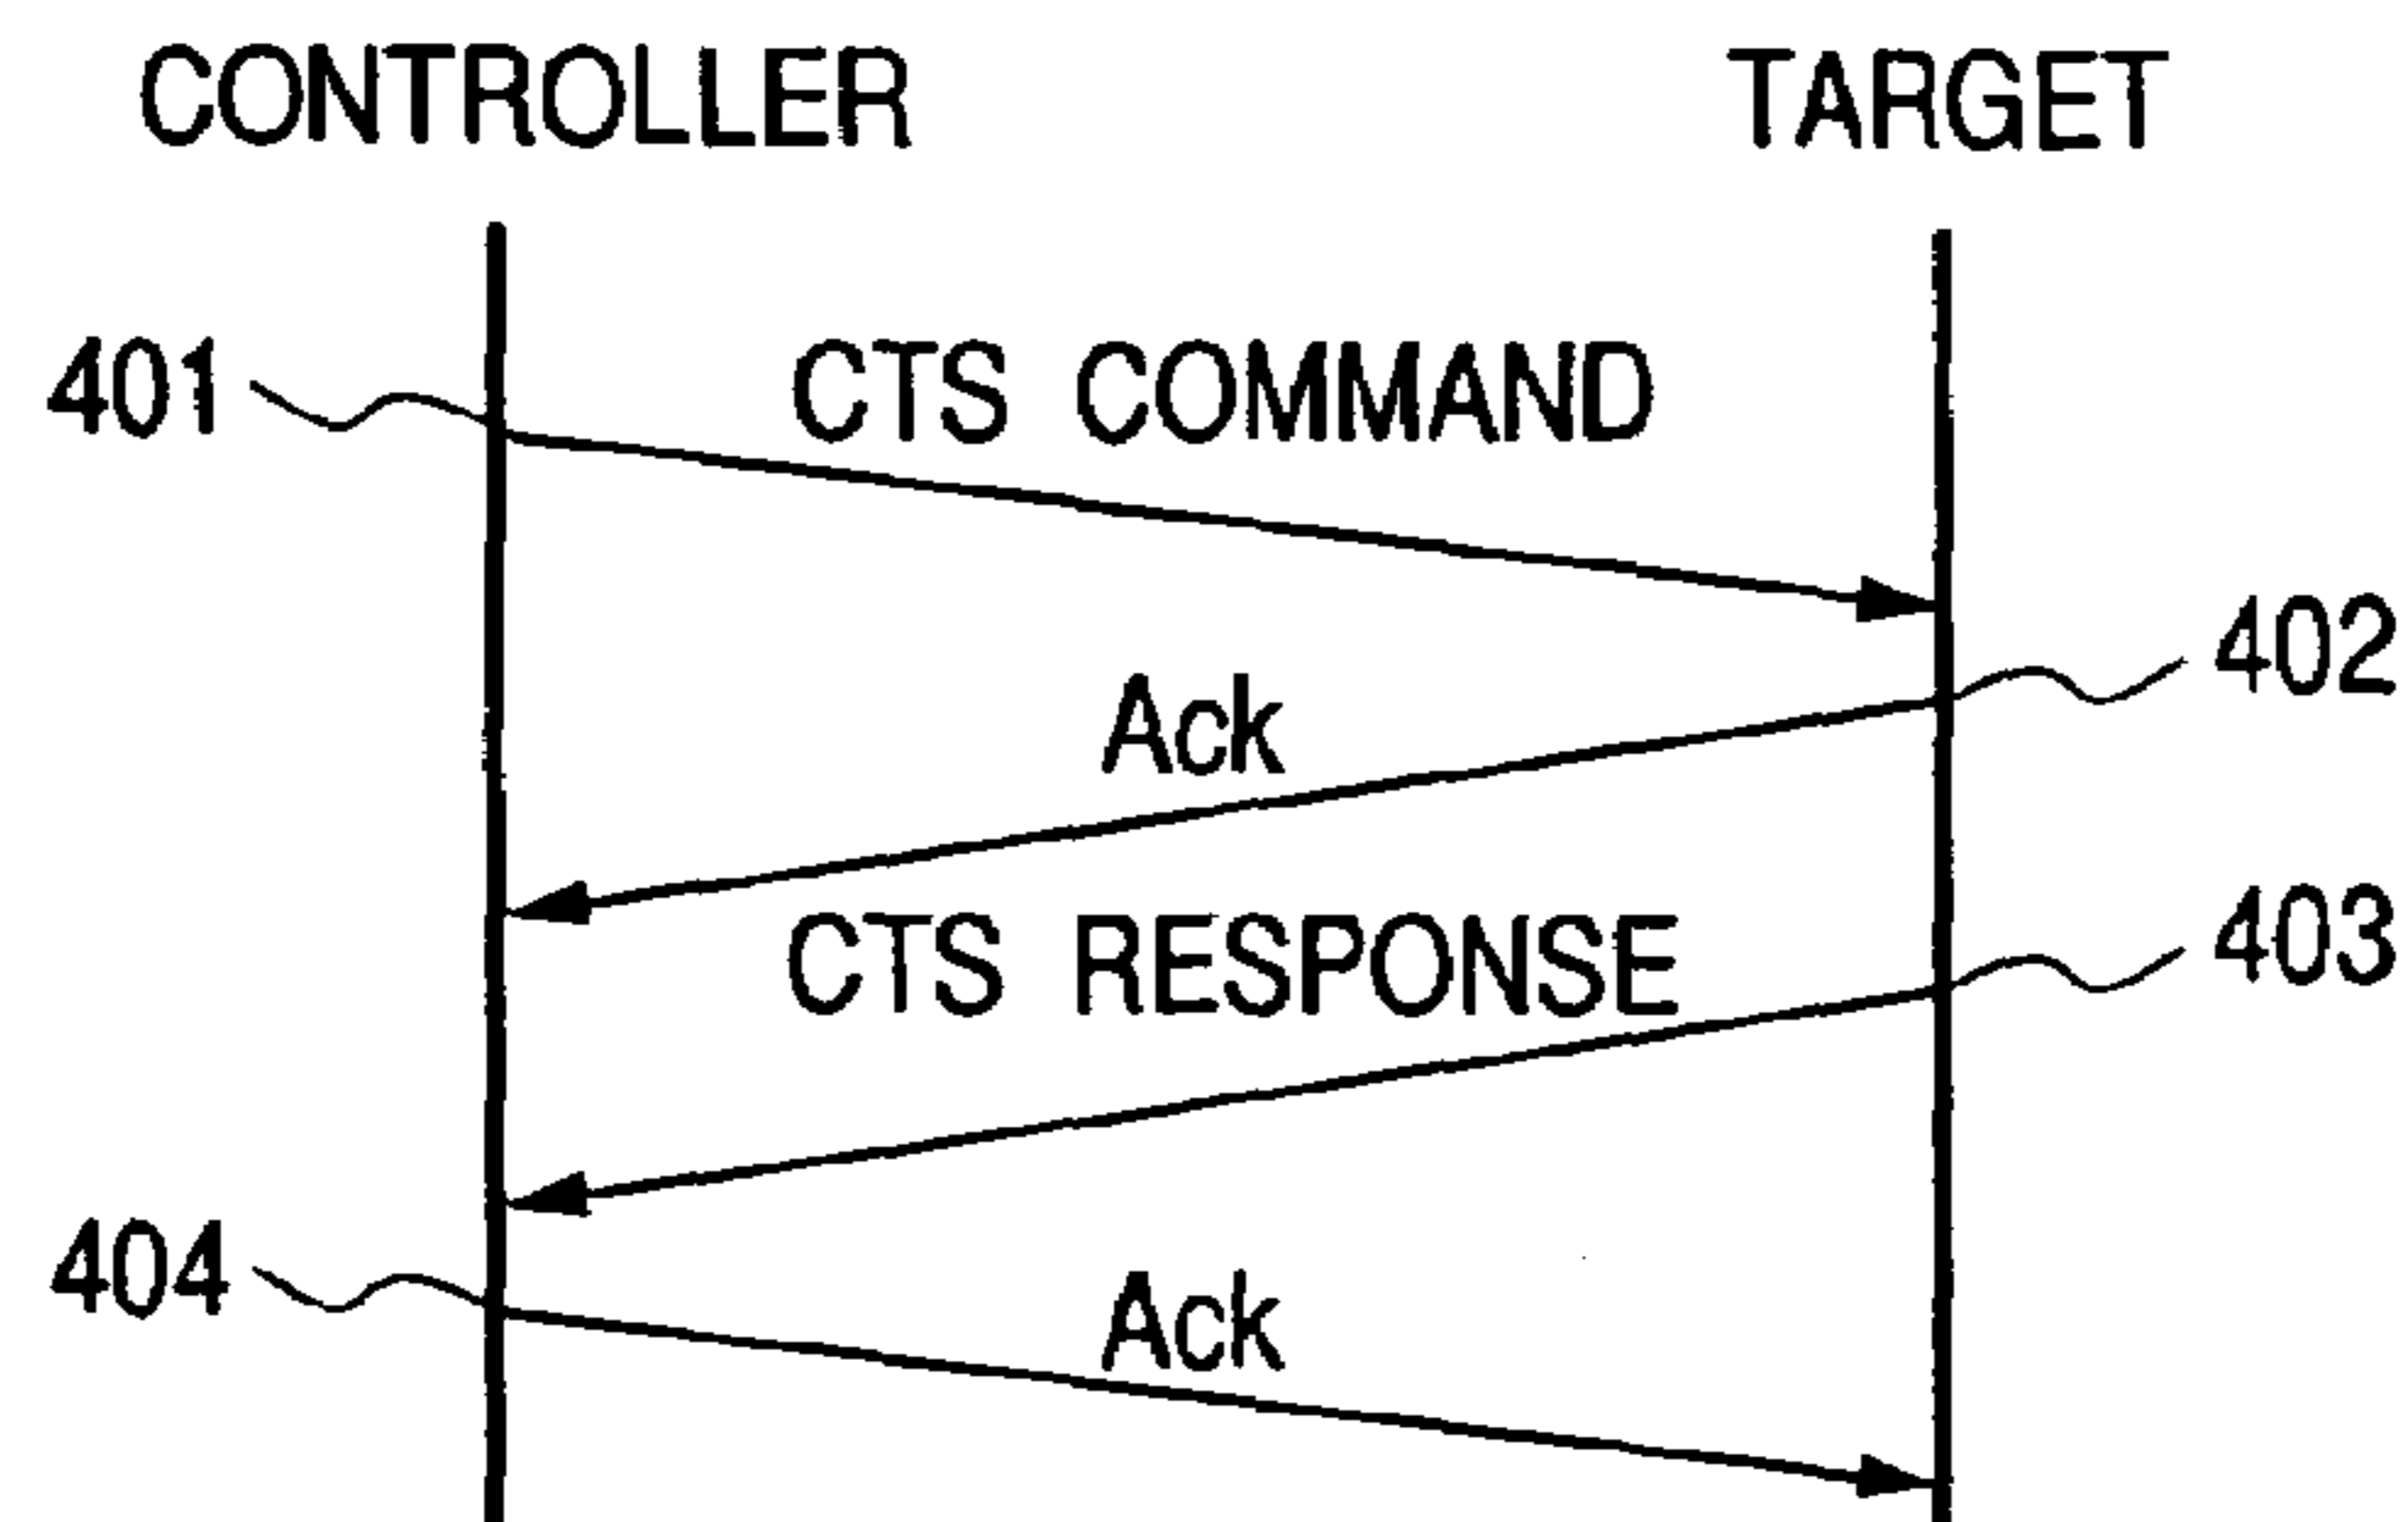 CONTROLLER TARGET
401 CTS COMMAND
402
Ack
403
CTS RESPONSE
404
Ack